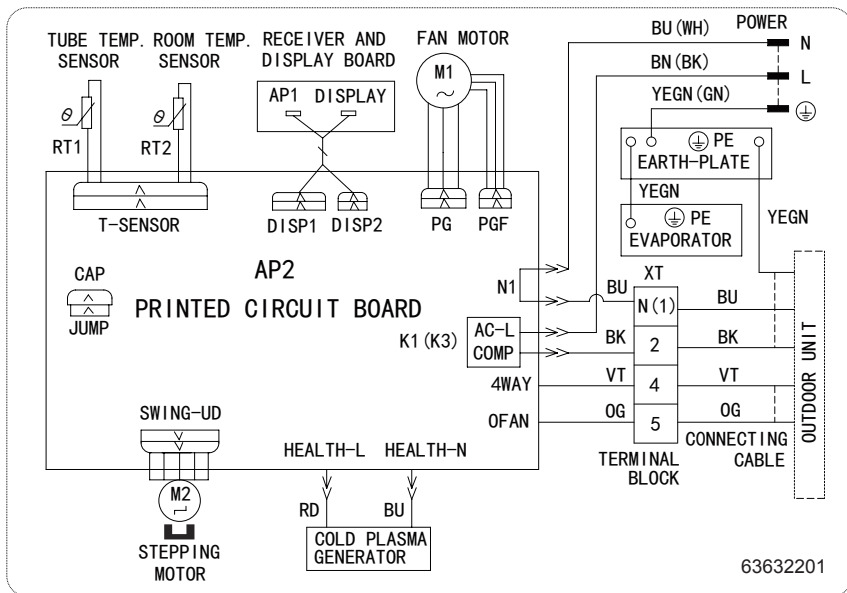 TUBE TEMP. SENSOR
ROOM TEMP. SENSOR
RECEIVER AND
DISPLAY BOARD
FAN MOTOR
BU(WH)
POWER
N
BN(BK)
L
YEGN(GN)
AP1 DISPLAY
M1
~
θ
RT1
θ
RT2
PE
EARTH-PLATE
YEGN
PE
EVAPORATOR
YEGN
T-SENSOR
DISP1
DISP2
PG
PGF
AP2
PRINTED CIRCUIT BOARD
CAP
JUMP
N1
BU
XT
N(1)
BU
K1(K3)
AC-L
COMP
BK
2
BK
4WAY
VT
4
VT
OFAN
OG
5
OG
OUTDOOR UNIT
TERMINAL
BLOCK
CONNECTING
CABLE
SWING-UD
M2
STEPPING
MOTOR
HEALTH-L
HEALTH-N
RD
BU
COLD PLASMA
GENERATOR
63632201